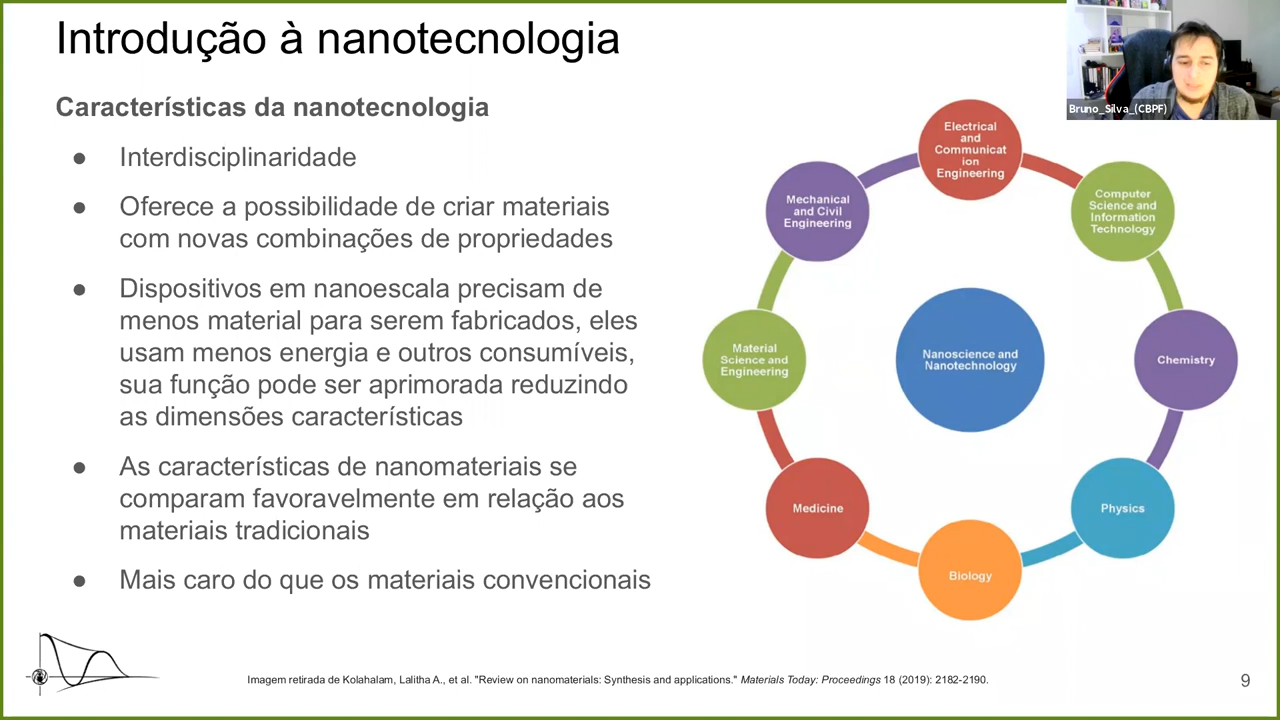 Introdução à nanotecnologia
Características da nanotecnologia
● Interdisciplinaridade
● Oferece a possibilidade de criar materiais
com novas combinações de propriedades
● Dispositivos em nanoescala precisam de
menos material para serem fabricados, eles
usam menos energia e outros consumíveis,
sua função pode ser aprimorada reduzindo
as dimensões características
● As características de nanomateriais se
comparam favoravelmente em relação aos
materiais tradicionais
● Mais caro do que os materiais convencionais
Bruno_Silva_(CBPF)
Electrical
and
Communicat
ion
Engineering
Computer
Science and
Information
Technology
Chemistry
Physics
Biology
Medicine
Material
Science and
Engineering
Mechanical
and Civil
Engineering
Nanoscience and
Nanotechnology
Imagem retirada de Kolahalam, Lalitha A., et al. "Review on nanomaterials: Synthesis and applications." Materials Today: Proceedings 18 (2019): 2182-2190.
9